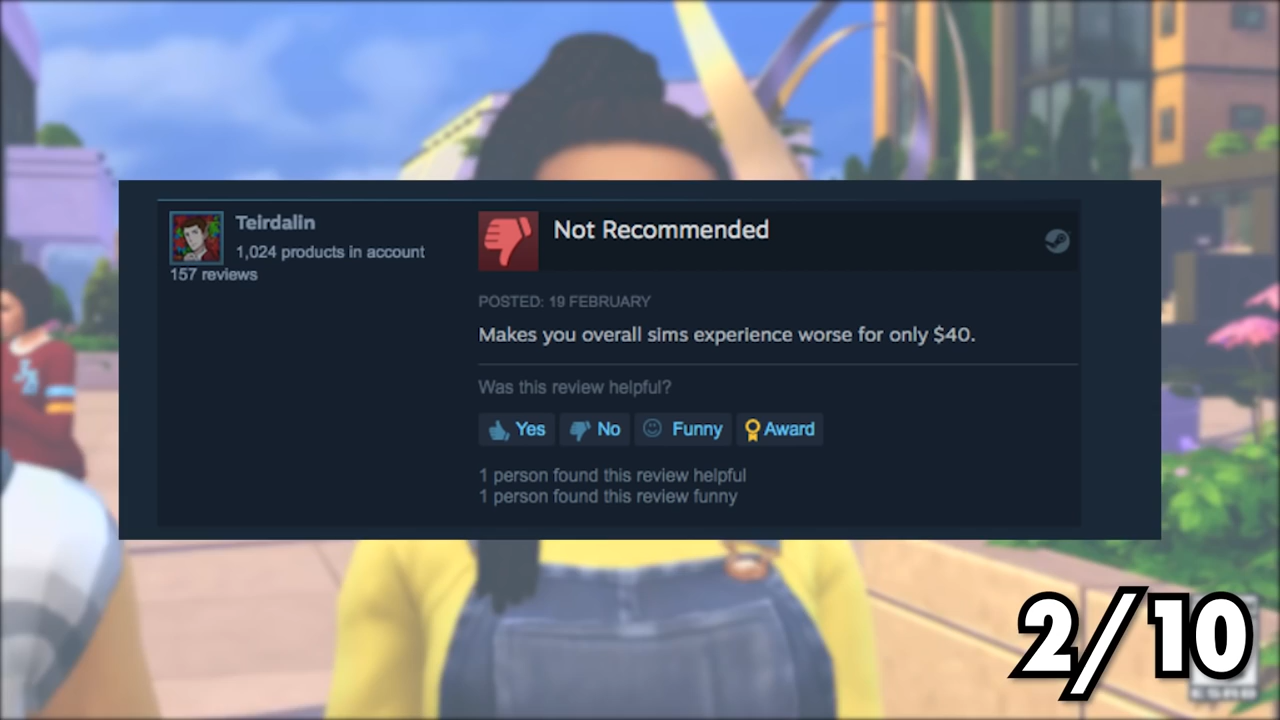 Teirdalin
1,024 products in account
157 reviews
Not Recommended
POSTED: 19 FEBRUARY
Makes you overall sims experience worse for only $40.
Was this review helpful?
Yes
No
Funny
Award
1 person found this review helpful
1 person found this review funny
2/10